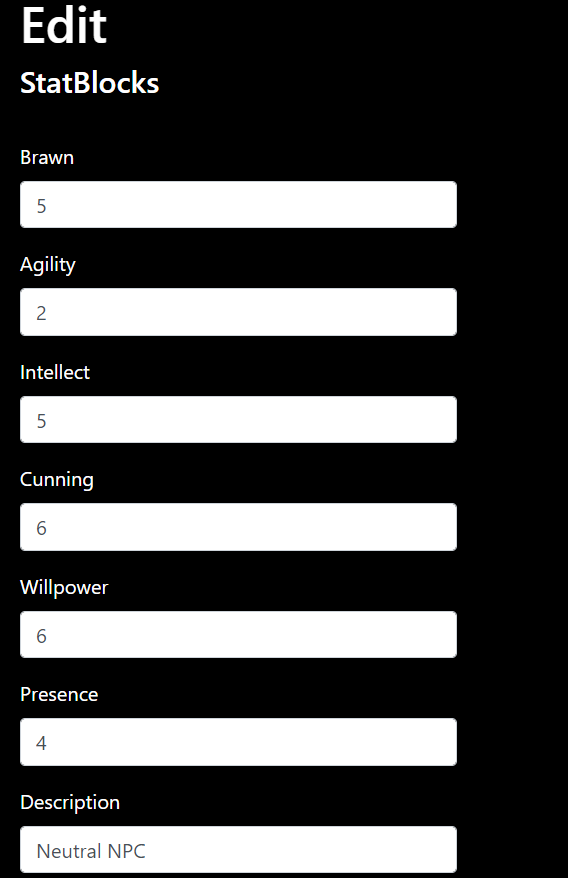 Edit
StatBlocks
Brawn
5
Agility
2
Intellect
5
Cunning
6
Willpower
6
Presence
4
Description
Neutral NPC